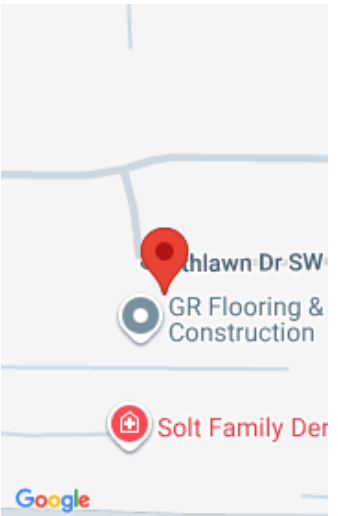 thlawn Dr SW
GR Flooring &
Construction
Solt Family Der
Google